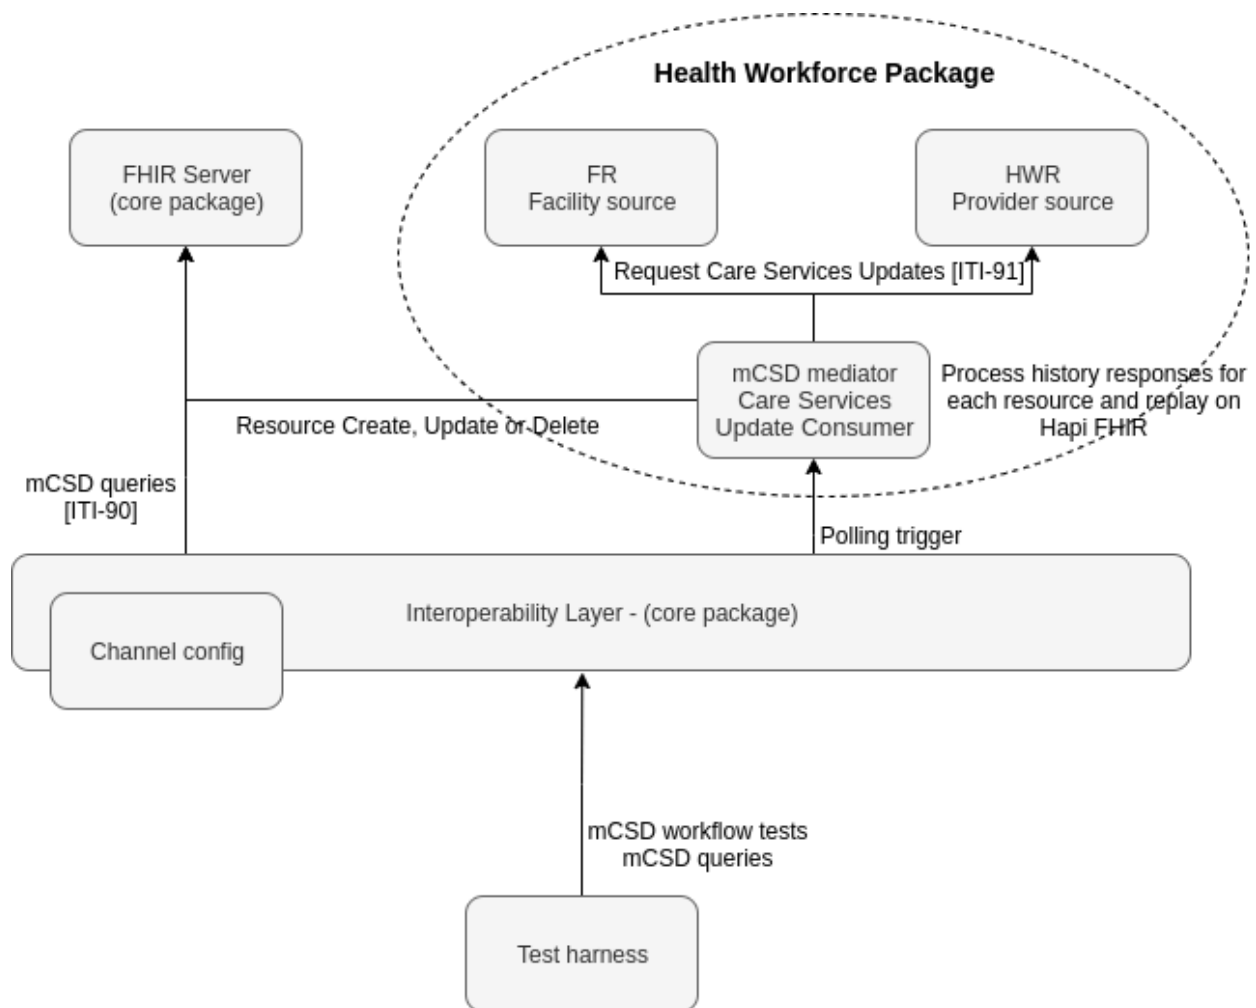 Health Workforce Package
FHIR Server
(core package)
FR
Facility source
HWR
Provider source
Request Care Services Updates [ITI-91]
mCSD mediator
Care Services
Update Consumer
Process history responses for
each resource and replay on
Hapi FHIR
Resource Create, Update or Delete
mCSD queries
[ITI-90]
Polling trigger
Interoperability Layer - (core package)
Channel config
mCSD workflow tests
mCSD queries
Test harness